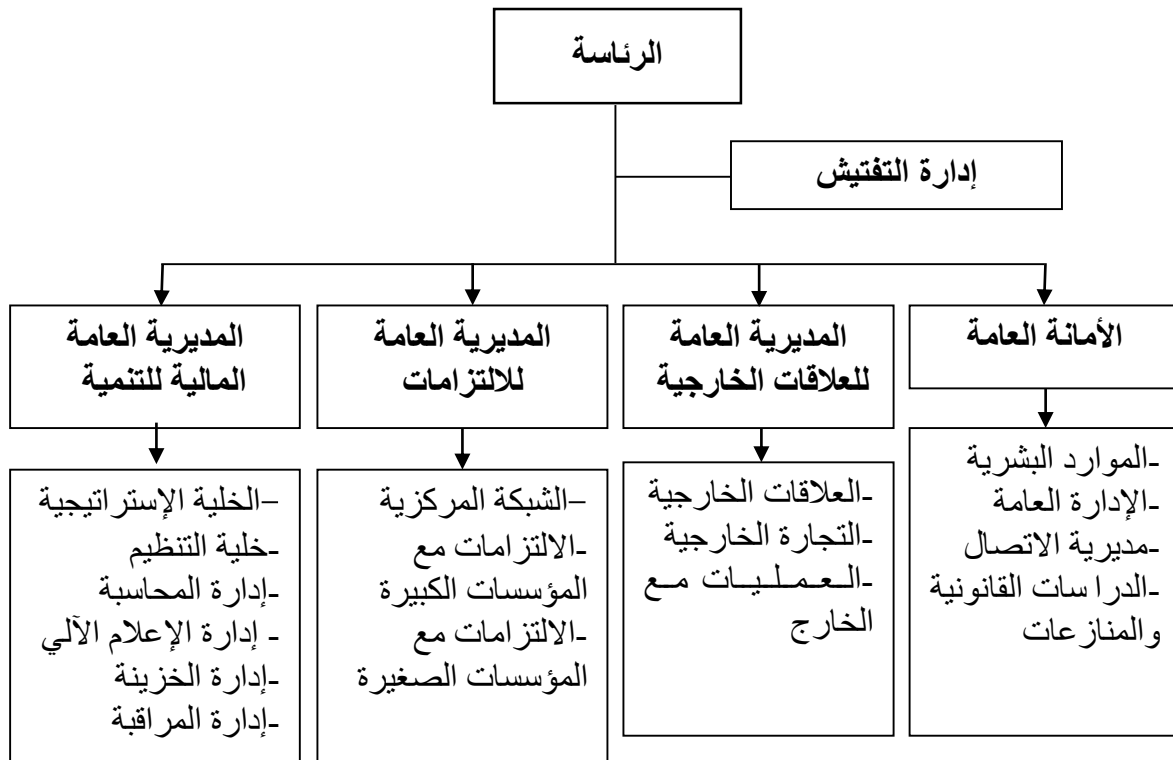 الرئاسة
إدارة التفتيش
الأمانة العامة
المديرية العامة
للعلاقات الخارجية
المديرية العامة
للالتزامات
المديرية العامة
المالية للتنمية
-الموارد البشرية
-الإدارة العامة
-مديرية الاتصال
-الدراسات القانونية
والمنازعات
-العلاقات الخارجية
-التجارة الخارجية
-الـعـمـلـيـات مـع
الخارج
–الشبكة المركزية
-الالتزامات مع
المؤسسات الكبيرة
-الالتزامات مع
المؤسسات الصغيرة
–الخلية الإستراتيجية
-خلية التنظيم
-إدارة المحاسبة
- إدارة الإعلام الآلي
-إدارة الخزينة
-إدارة المراقبة